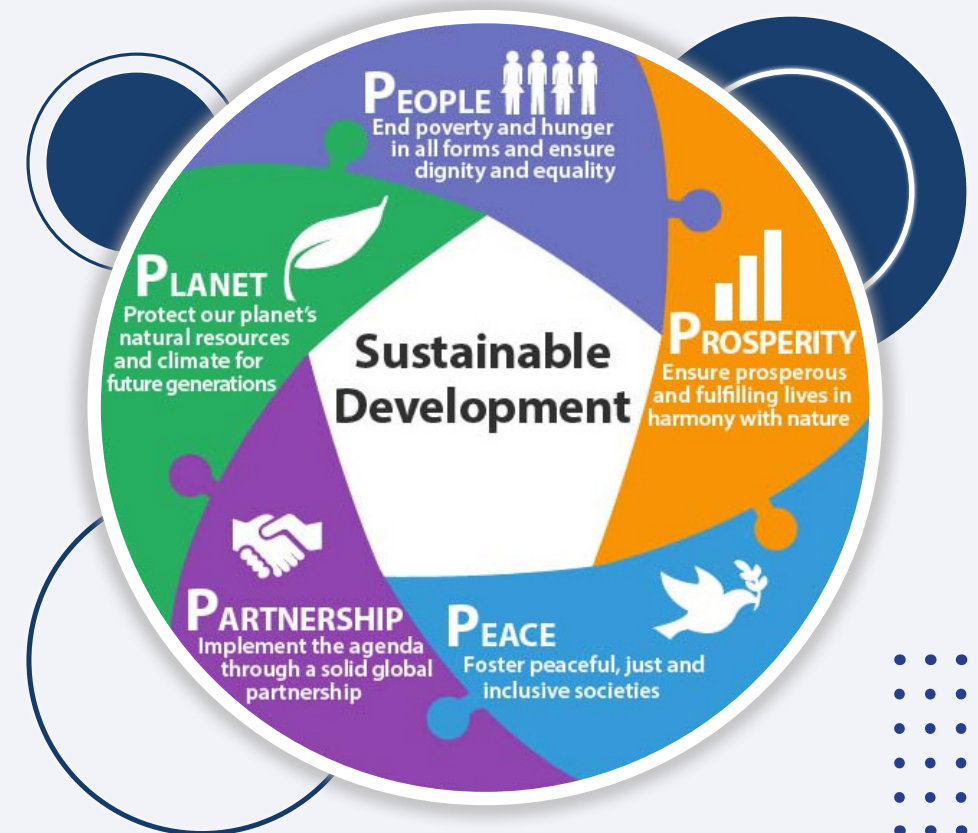 PEOPLE
End poverty and hunger
in all forms and ensure
dignity and equality
PROSPERITY
Ensure prosperous
and fulfilling lives in
harmony with nature
PEACE
Foster peaceful, just and
inclusive societies
PARTNERSHIP
Implement the agenda
through a solid global
partnership
PLANET
Protect our planet's
natural resources
and climate for
future generations
Sustainable
Development